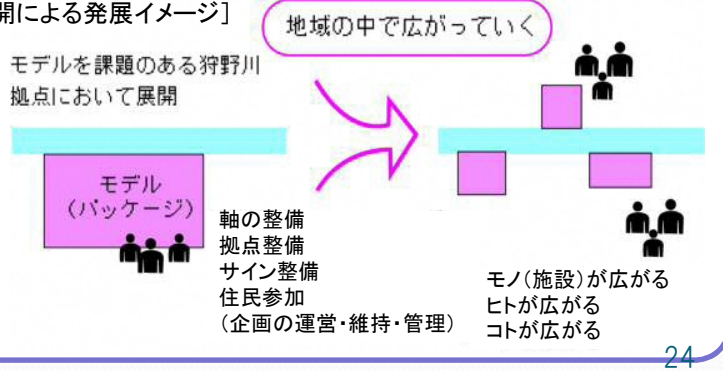 開による発展イメージ］
地域の中で広がっていく
モデルを課題のある狩野川
拠点において展開
モデル
（パッケージ）
軸の整備
拠点整備
サイン整備
住民参加
（企画の運営・維持・管理）
モノ（施設）が広がる
ヒトが広がる
コトが広がる
24